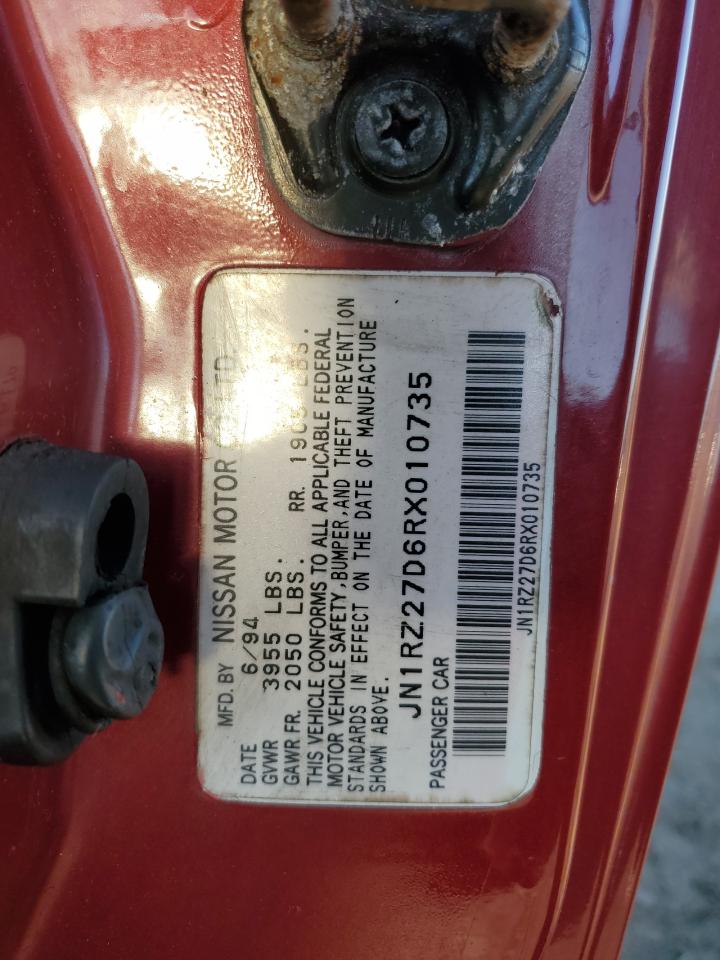 MFD. BY NISSAN MOTOR CO., LTD.
DATE 6/94
GVWR 3955 LBS.
GAWR FR. 2050 LBS. RR. LBS.
THIS VEHICLE CONFORMS TO ALL APPLICABLE FEDERAL
MOTOR VEHICLE SAFETY, BUMPER, AND THEFT PREVENTION
STANDARDS IN EFFECT ON THE DATE OF MANUFACTURE
SHOWN ABOVE.
JN1RZ27D6RX010735
PASSENGER CAR
JN1RZ27D6RX010735